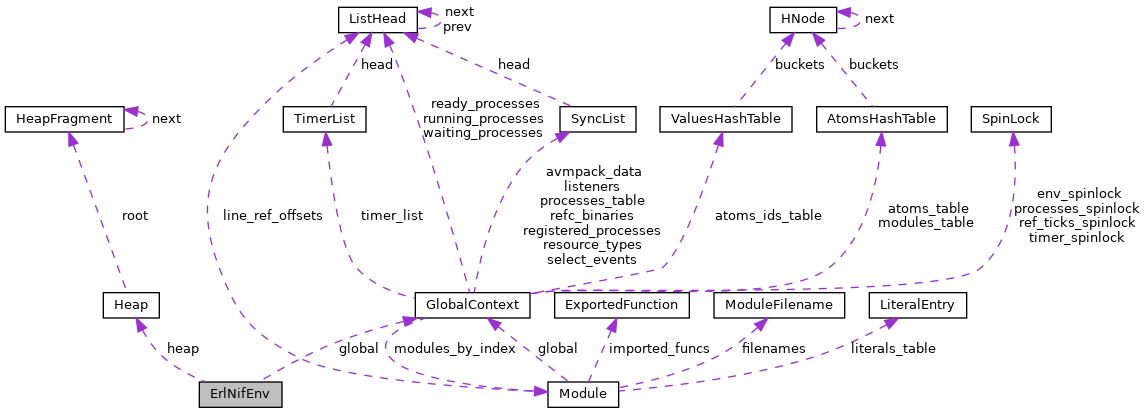 ListHead
next
prev
HNode
next
head
head
buckets
buckets
HeapFragment
next
TimerList
ready_processes
running_processes
waiting_processes
SyncList
ValuesHashTable
AtomsHashTable
SpinLock
root
line_ref_offsets
timer_list
avmpack_data
listeners
processes_table
refc_binaries
registered_processes
resource_types
select_events
atoms_ids_table
atoms_table
modules_table
env_spinlock
processes_spinlock
ref_ticks_spinlock
timer_spinlock
Heap
GlobalContext
ExportedFunction
ModuleFilename
LiteralEntry
heap
global
modules_by_index
global
imported_funcs
filenames
literals_table
ErlNifEnv
Module